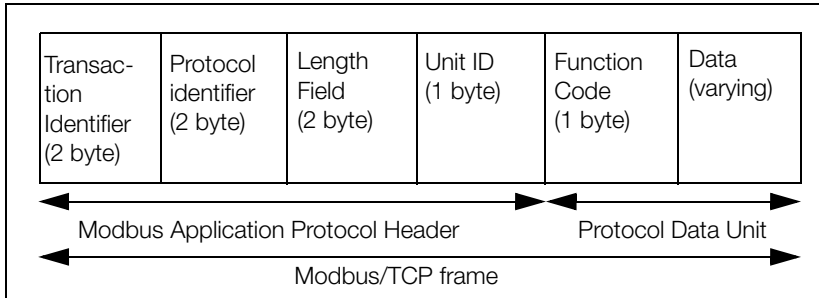 Transac-
tion
Identifier
(2 byte)
Protocol
identifier
(2 byte)
Length
Field
(2 byte)
Unit ID
(1 byte)
Function
Code
(1 byte)
Data
(varying)
Modbus Application Protocol Header
Protocol Data Unit
Modbus/TCP frame